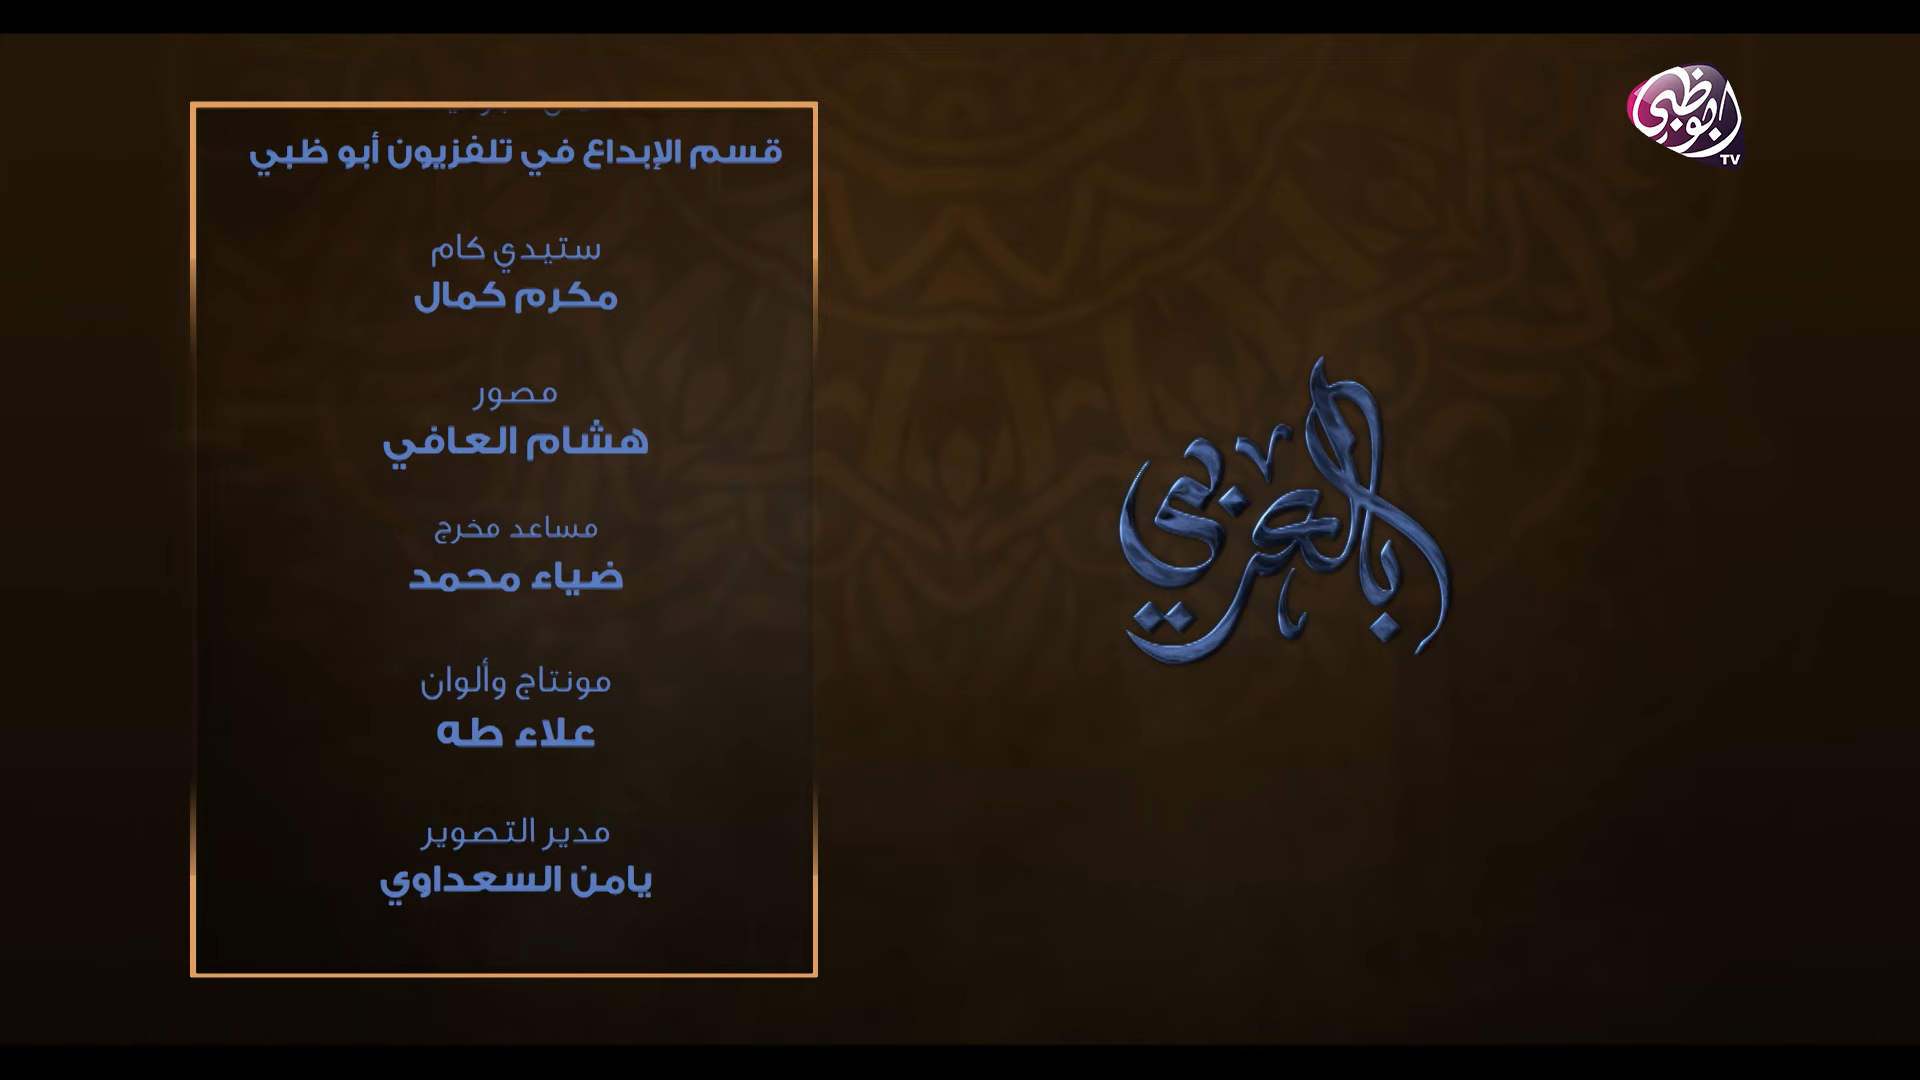 قسم الإبداع في تلفزيون أبو ظبي
ستيدي كام
مكرم كمال
مصور
هشام العافي
مساعد مخرج
ضياء محمد
مونتاج وألوان
علاء طه
مدير التصوير
يامن السعداوي
بالعربي
أبوظبي
TV